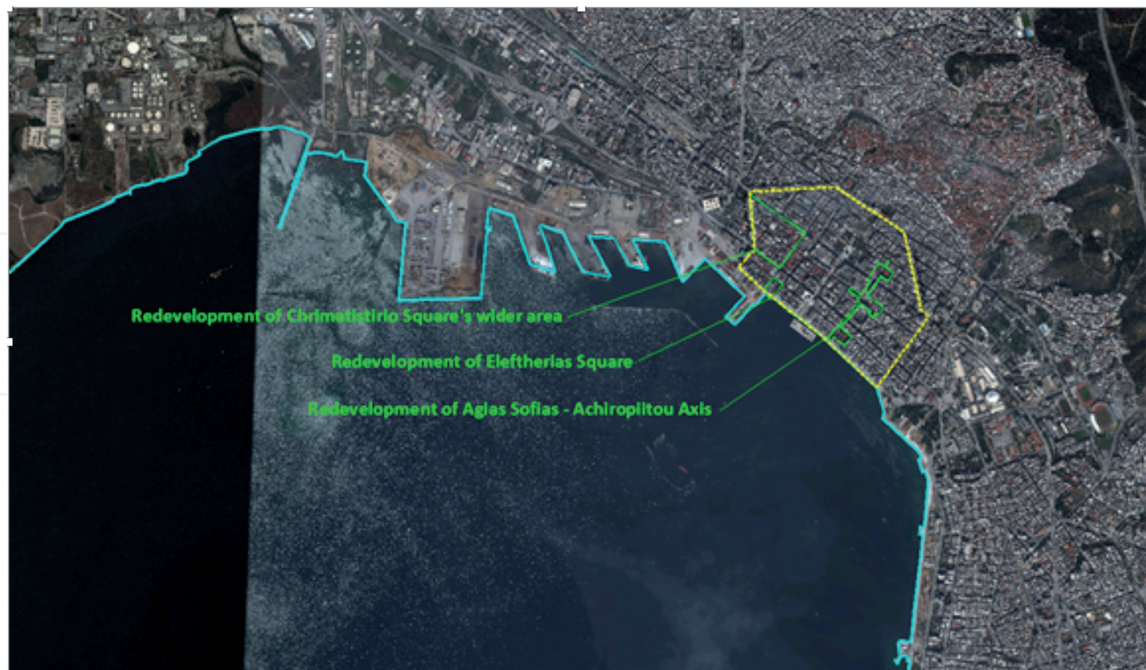 Redevelopment of Chrimatistirio Square's wider area
Redevelopment of Eleftherias Square
Redevelopment of Agias Sofias - Achiropiitou Axis